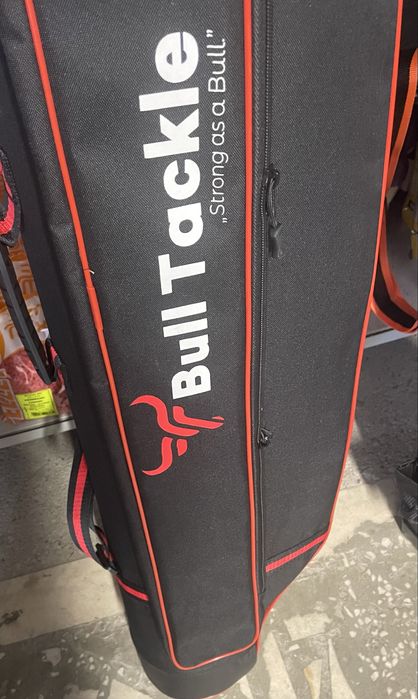 Bull Tackle
„Strong as a Bull.”